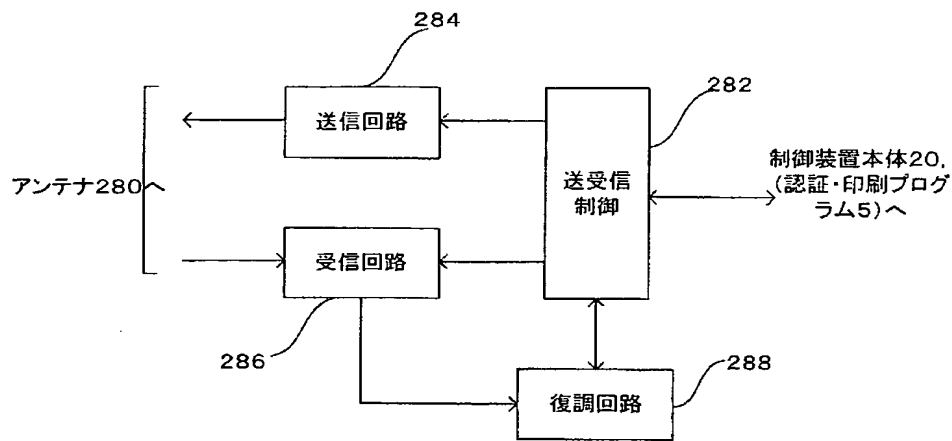 284
282
送信回路
送受信
制御
制御装置本体20,
(認証・印刷プログ
ラム5)へ
アンテナ280へ
受信回路
286
288
復調回路